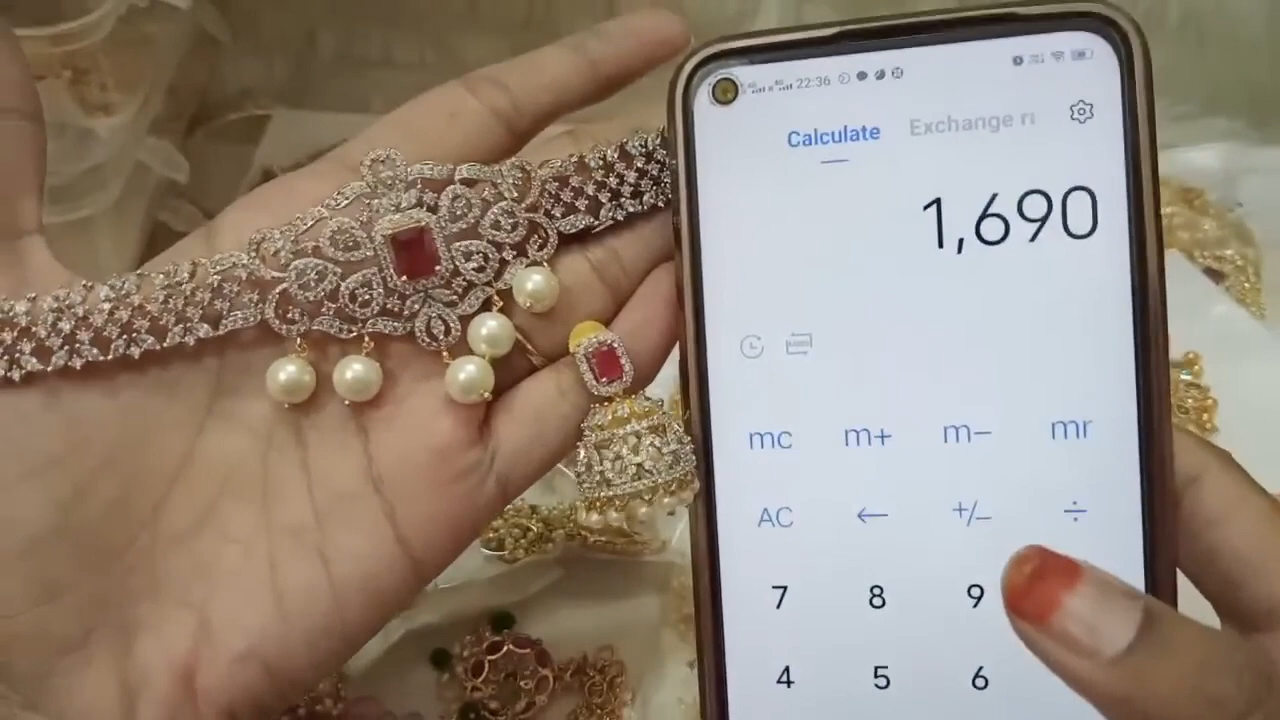 22:36
Calculate Exchange r
1,690
mc m+ m− mr
AC ← +/− ÷
7 8 9
4 5 6